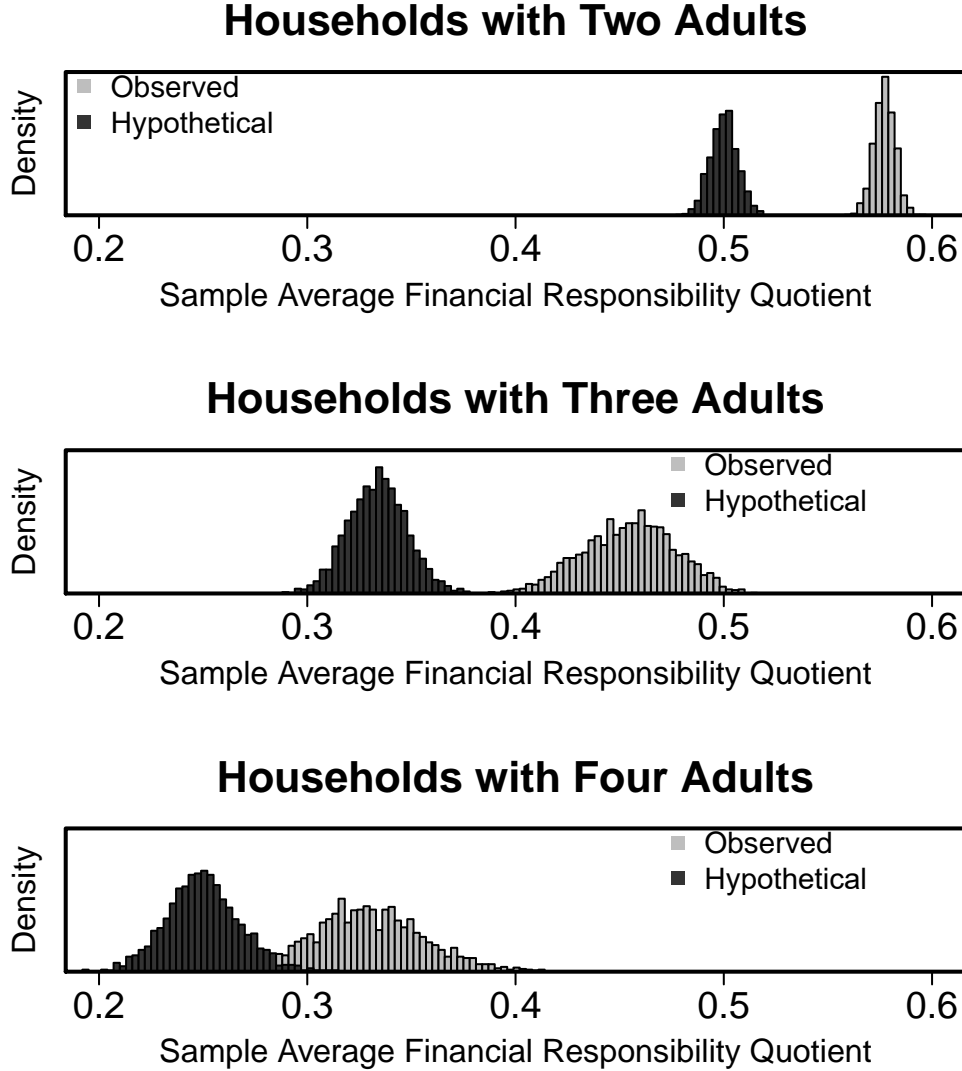 Households with Two Adults
Observed
Hypothetical
Density
0.2 0.3 0.4 0.5 0.6
Sample Average Financial Responsibility Quotient
Households with Three Adults
Observed
Hypothetical
Density
0.2 0.3 0.4 0.5 0.6
Sample Average Financial Responsibility Quotient
Households with Four Adults
Observed
Hypothetical
Density
0.2 0.3 0.4 0.5 0.6
Sample Average Financial Responsibility Quotient